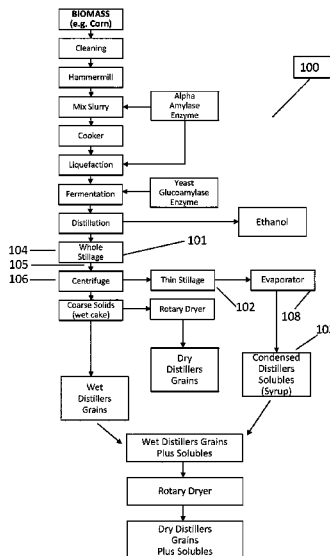 BIOMASS
(e.g. Corn)
Cleaning
100
Hammermill
Mix Slurry
Alpha
Amylase
Enzyme
Cooker
Liquefaction
Fermentation
Yeast
Glucoamylase
Enzyme
Distillation
Ethanol
Whole
Stillage
101
104
105
106
Centrifuge
Thin Stillage
Evaporator
102
108
Coarse Solids
(wet cake)
Rotary Dryer
Dry
Distillers
Grains
Condensed
Distillers
Solubles
(Syrup)
Wet
Distillers
Grains
Wet Distillers Grains
Plus Solubles
Rotary Dryer
Dry Distillers
Grains
Plus Solubles